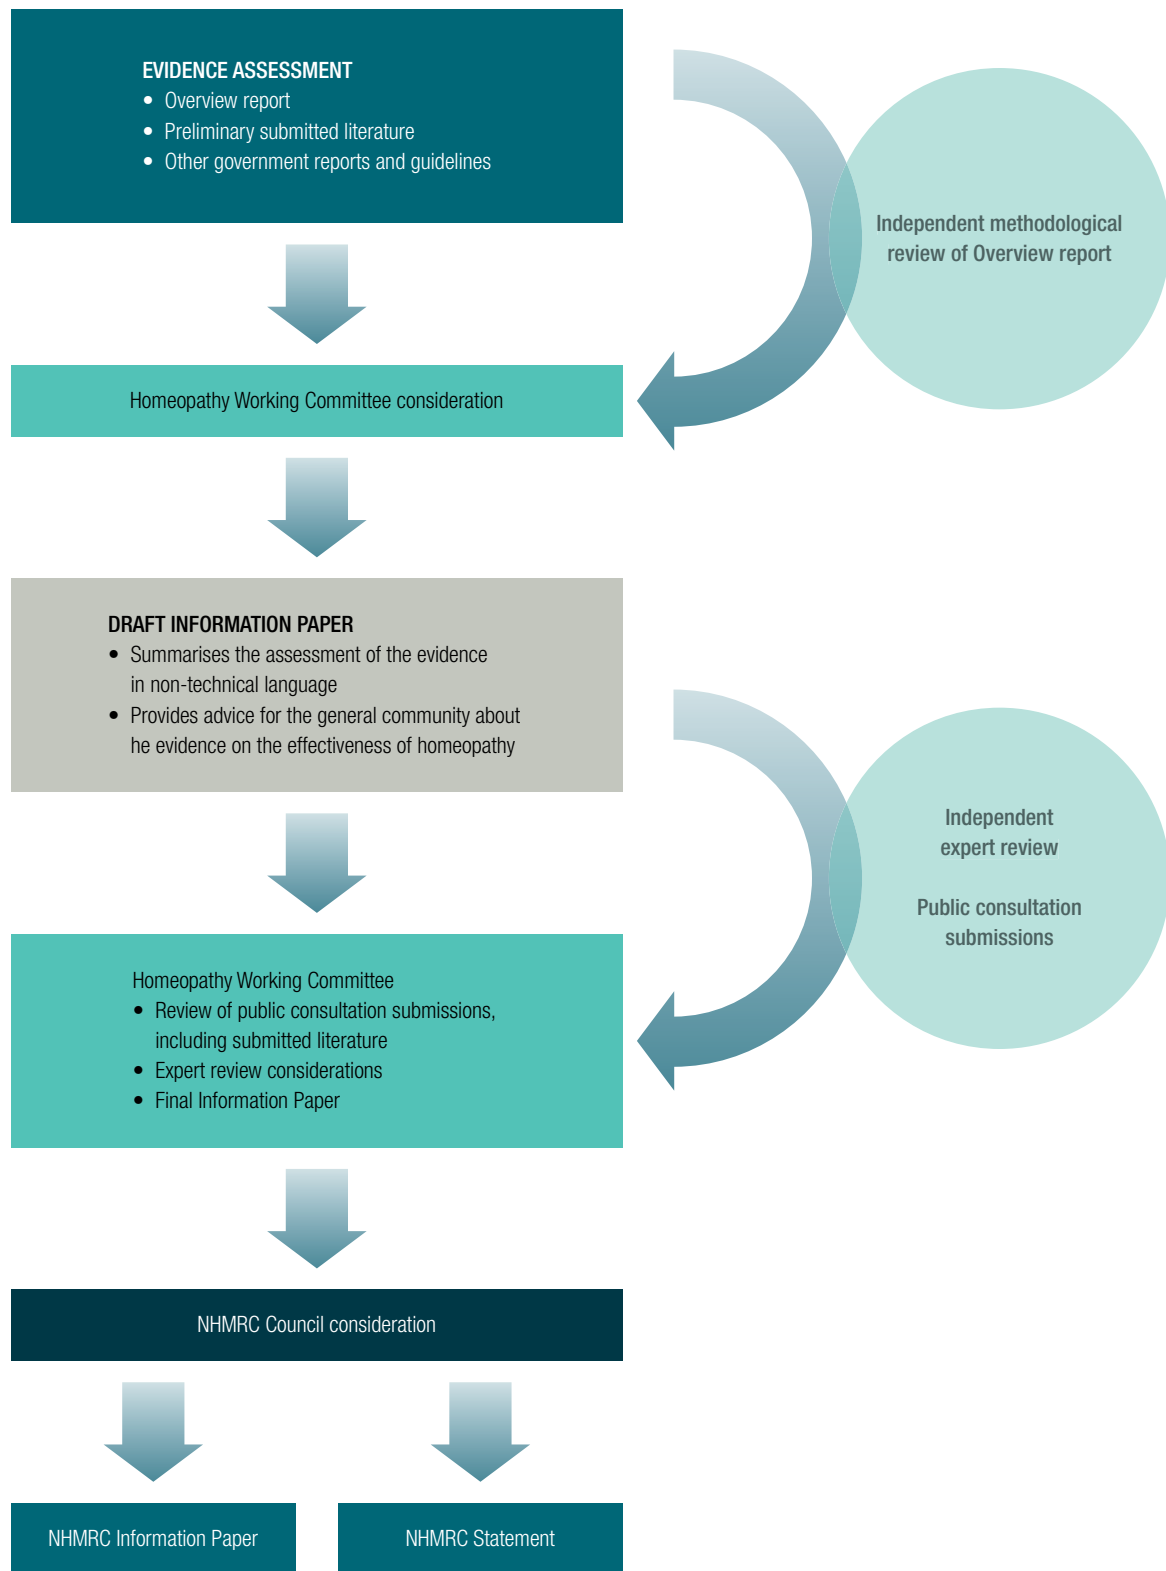 EVIDENCE ASSESSMENT
• Overview report
• Preliminary submitted literature
• Other government reports and guidelines
Independent methodological
review of Overview report
Homeopathy Working Committee consideration
DRAFT INFORMATION PAPER
• Summarises the assessment of the evidence
in non-technical language
• Provides advice for the general community about
he evidence on the effectiveness of homeopathy
Independent
expert review
Public consultation
submissions
Homeopathy Working Committee
• Review of public consultation submissions,
including submitted literature
• Expert review considerations
• Final Information Paper
NHMRC Council consideration
NHMRC Information Paper
NHMRC Statement